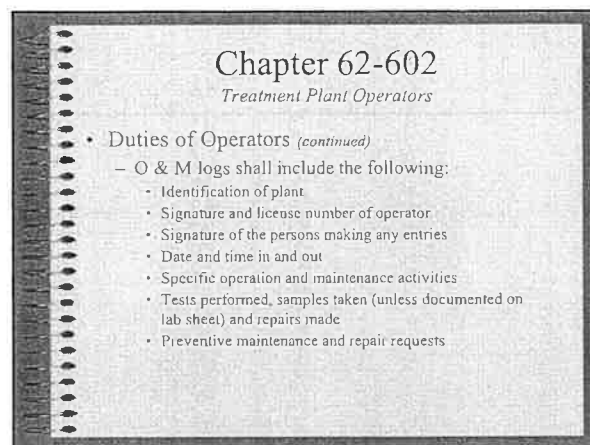 Chapter 62-602
Treatment Plant Operators
• Duties of Operators (continued)
– O & M logs shall include the following:
• Identification of plant
• Signature and license number of operator
• Signature of the persons making any entries
• Date and time in and out
• Specific operation and maintenance activities
• Tests performed, samples taken (unless documented on
lab sheet) and repairs made
• Preventive maintenance and repair requests